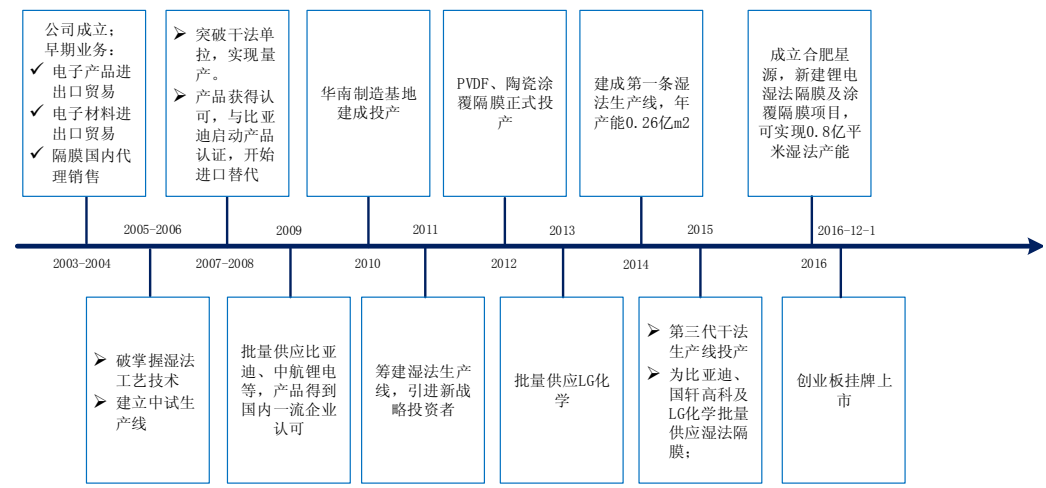 公司成立；
早期业务：
✓ 电子产品进
出口贸易
✓ 电子材料进
出口贸易
✓ 隔膜国内代
理销售
➢ 突破干法单
拉，实现量
产。
➢ 产品获得认
可，与比亚
迪启动产品
认证，开始
进口替代
华南制造基地
建成投产
PVDF、陶瓷涂
覆隔膜正式投
产
建成第一条湿
法生产线，年
产能0.26亿m2
成立合肥星
源，新建锂电
湿法隔膜及涂
覆隔膜项目，
可实现0.8亿平
米湿法产能
2005-2006
2009
2011
2013
2015
2016-12-1
2003-2004
2007-2008
2010
2012
2014
2016
➢ 破掌握湿法
工艺技术
➢ 建立中试生
产线
批量供应比亚
迪、中航锂电
等，产品得到
国内一流企业
认可
筹建湿法生产
线，引进新战
略投资者
批量供应LG化
学
➢ 第三代干法
生产线投产
➢ 为比亚迪、
国轩高科及
LG化学批量
供应湿法隔
膜；
创业板挂牌上
市